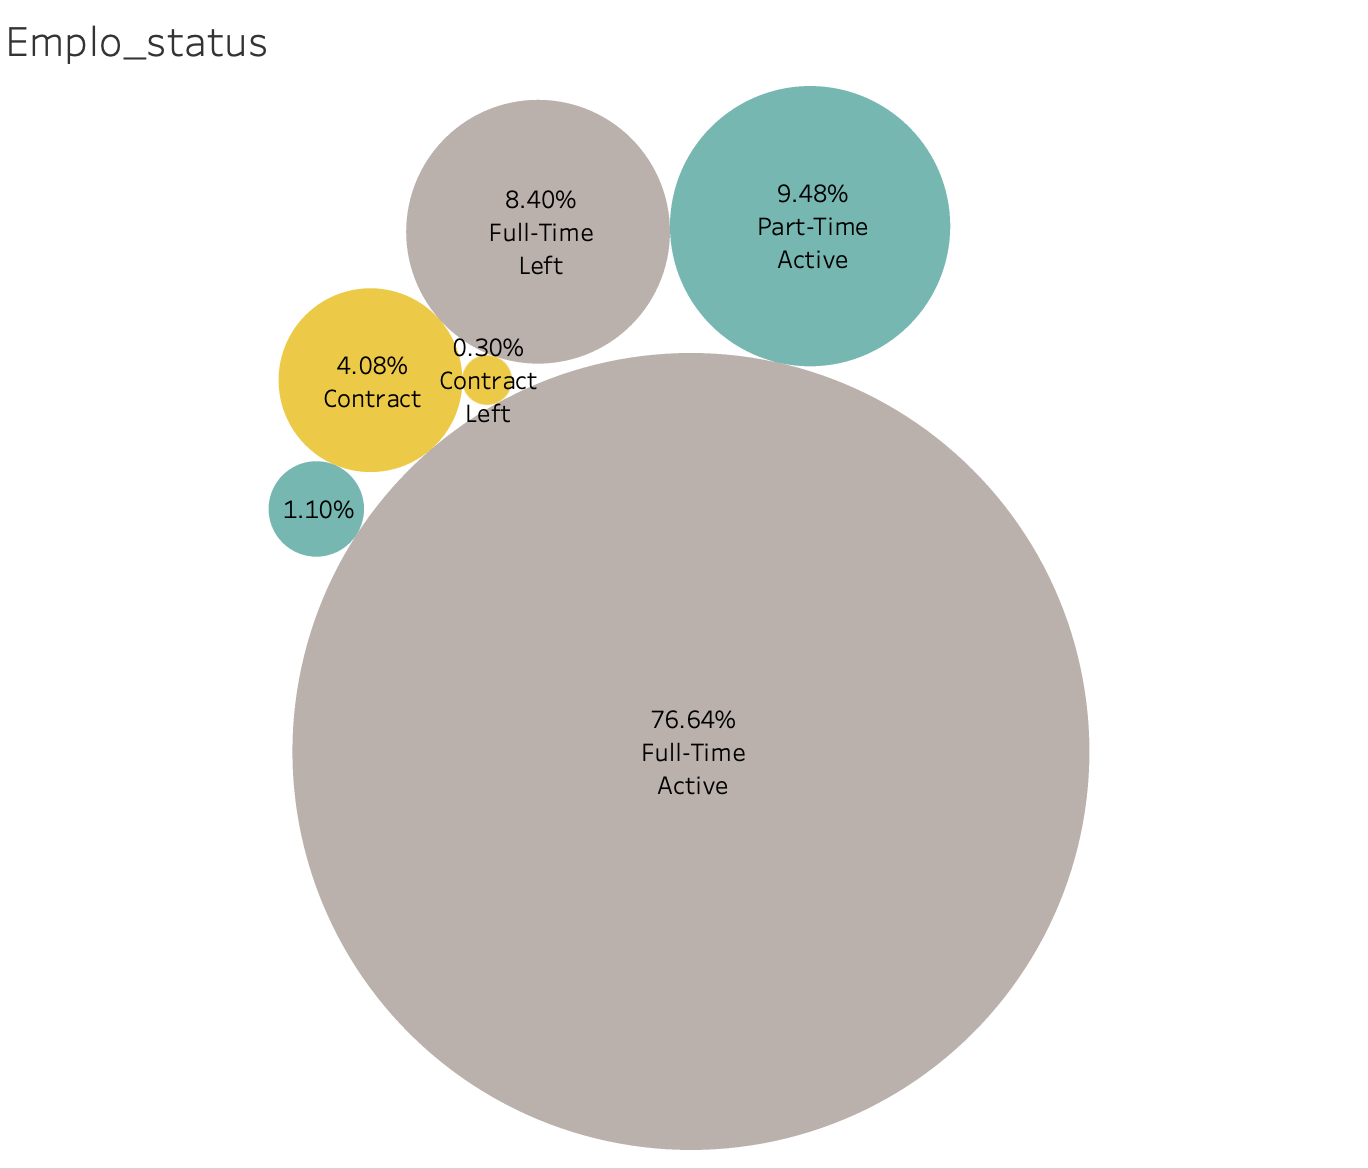 Emplo_status
8.40%
Full-Time
Left
9.48%
Part-Time
Active
4.08%
Contract
0.30%
Contract
Left
1.10%
76.64%
Full-Time
Active